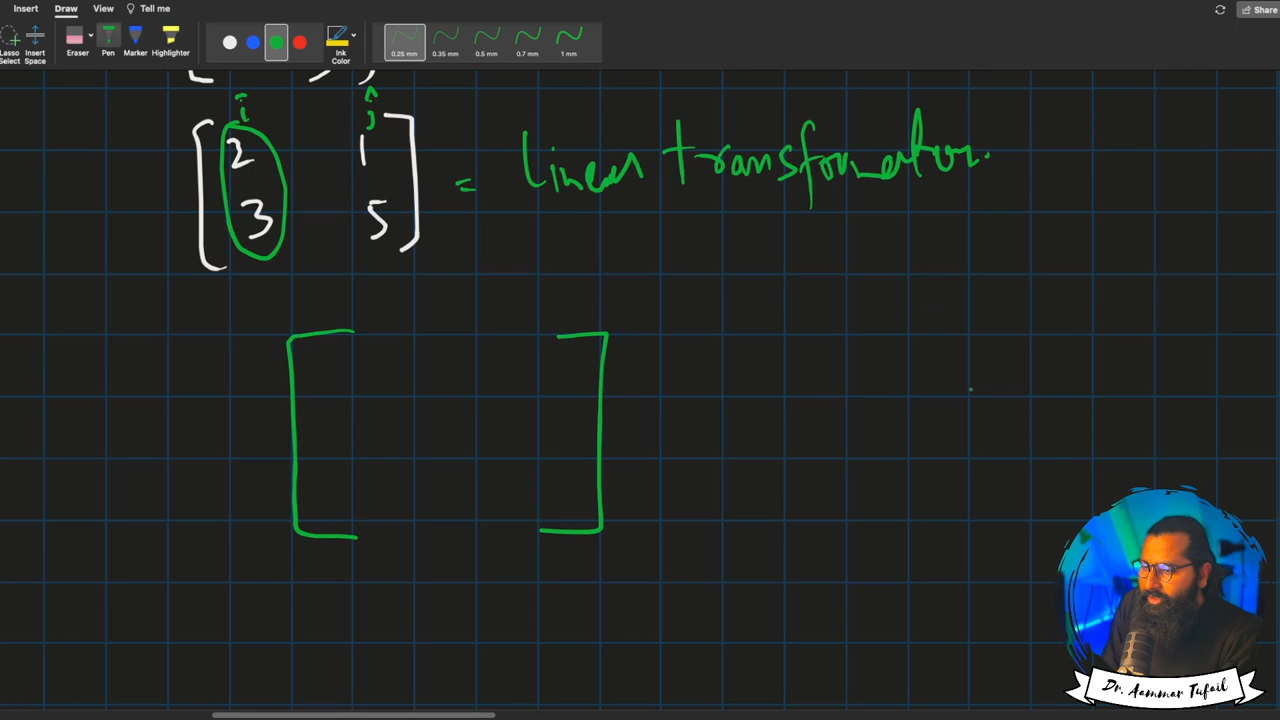 Insert Draw View Tell me Share
Lasso Select Insert Space Eraser Pen Marker Highlighter Ink Color 0.25 mm 0.35 mm 0.5 mm 0.7 mm 1 mm
î ĵ
2 1
3 5
= linear transformation.
Dr. Aammar Tufail